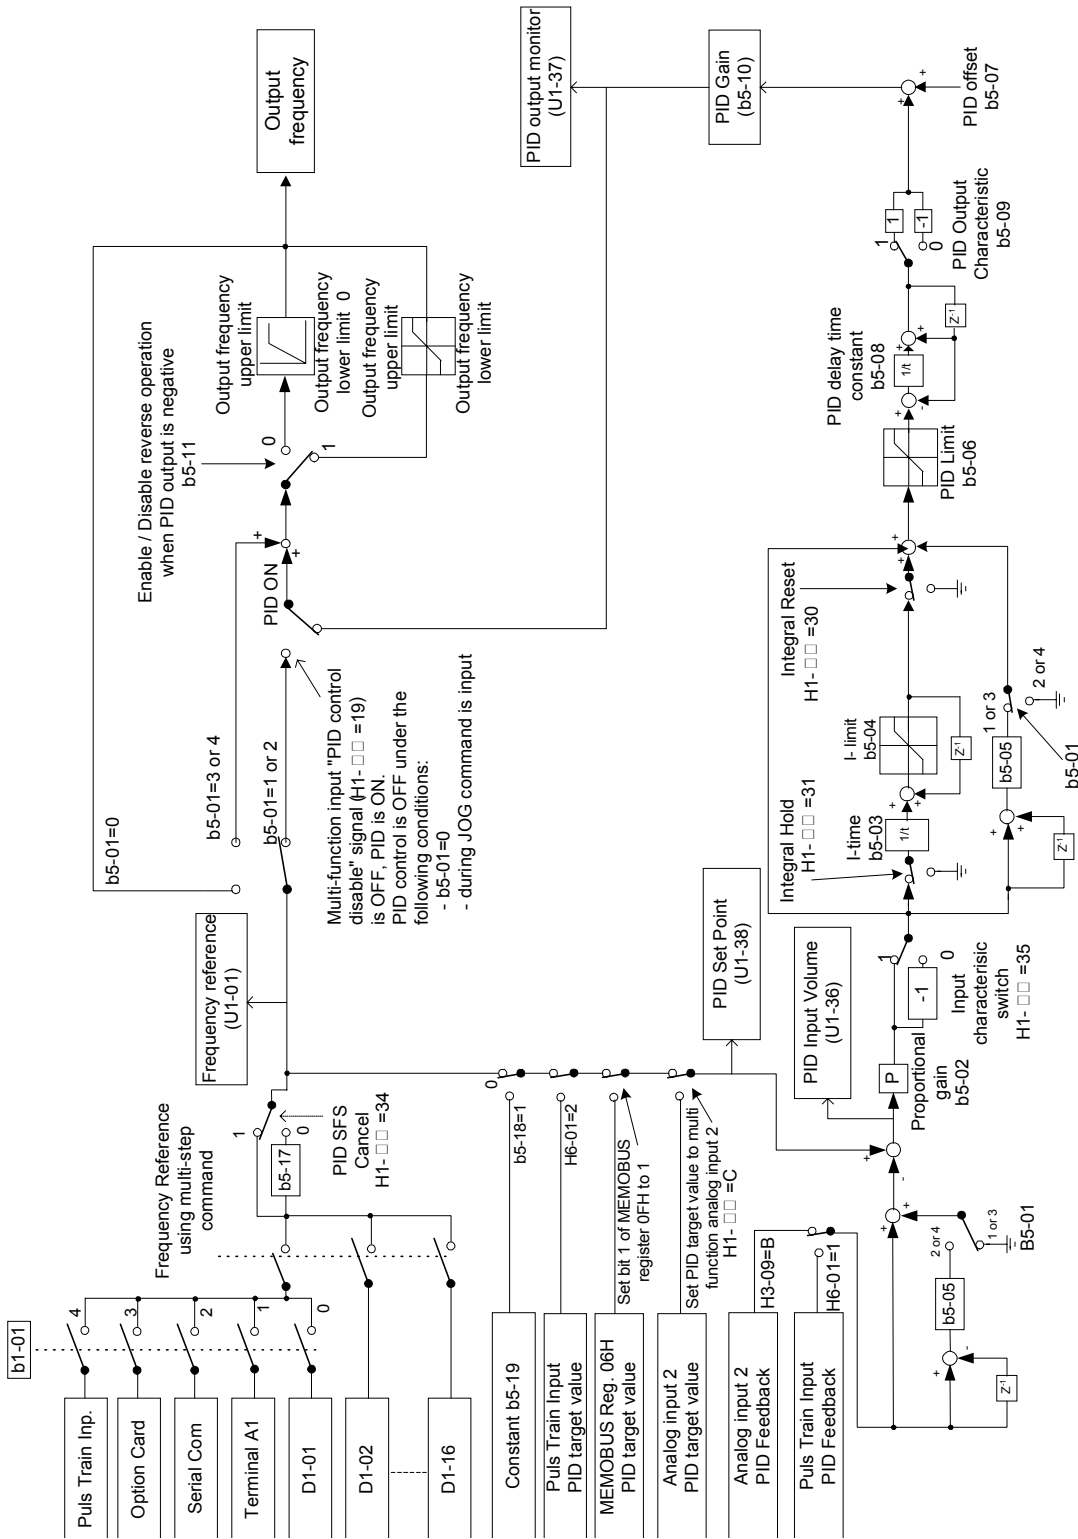 b1-01
Puls Train Inp.
Option Card
Serial Com
Terminal A1
D1-01
D1-02
D1-16
4
3
2
1
0
Frequency Reference
using multi-step
command
b5-17
1
0
PID SFS
Cancel
H1- □□ =34
Frequency reference
(U1-01)
b5-01=0
b5-01=3 or 4
b5-01=1 or 2
PID ON
+
+
Multi-function input "PID control
disable" signal (H1- □□ =19)
is OFF, PID is ON.
PID control is OFF under the
following conditions:
- b5-01=0
- during JOG command is input
Enable / Disable reverse operation
when PID output is negative
b5-11
0
1
Output frequency
upper limit
Output frequency
lower limit 0
Output frequency
upper limit
Output frequency
lower limit
Output
frequency
Constant b5-19
Puls Train Input
PID target value
MEMOBUS Reg. 06H
PID target value
Analog input 2
PID target value
Analog input 2
PID Feedback
Puls Train Input
PID Feedback
0
b5-18=1
H6-01=2
Set bit 1 of MEMOBUS
register 0FH to 1
Set PID target value to multi
function analog input 2
H1- □□ =C
H3-09=B
H6-01=1
PID Set Point
(U1-38)
PID Input Volume
(U1-36)
Z-1
+
-
b5-05
2 or 4
1 or 3
B5-01
+
+
+
-
P
Proportional
gain
b5-02
-1
1
0
Input
characterisic
switch
H1- □□ =35
Integral Hold
H1- □□ =31
I-time
b5-03
1/t
+
+
I- limit
b5-04
Z-1
Integral Reset
H1- □□ =30
Z-1
+
+
b5-05
1 or 3
2 or 4
b5-01
+
+
+
PID Limit
b5-06
PID delay time
constant
b5-08
+
-
1/t
+
+
Z-1
1
0
1
-1
PID Output
Characteristic
b5-09
+
+
PID offset
b5-07
PID Gain
(b5-10)
PID output monitor
(U1-37)